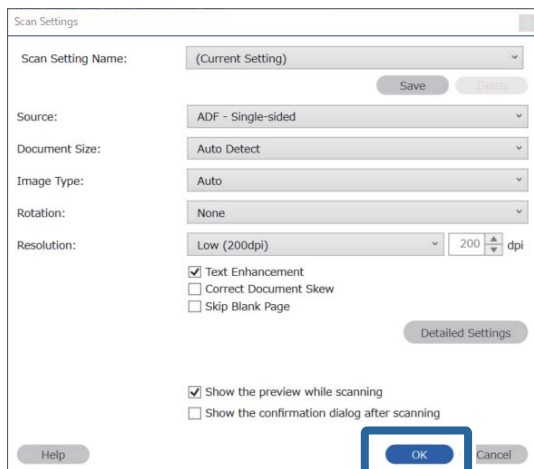 Scan Settings
Scan Setting Name: (Current Setting)
Save Delete
Source: ADF - Single-sided
Document Size: Auto Detect
Image Type: Auto
Rotation: None
Resolution: Low (200dpi) 200 dpi
Text Enhancement
Correct Document Skew
Skip Blank Page
Detailed Settings
Show the preview while scanning
Show the confirmation dialog after scanning
Help OK Cancel